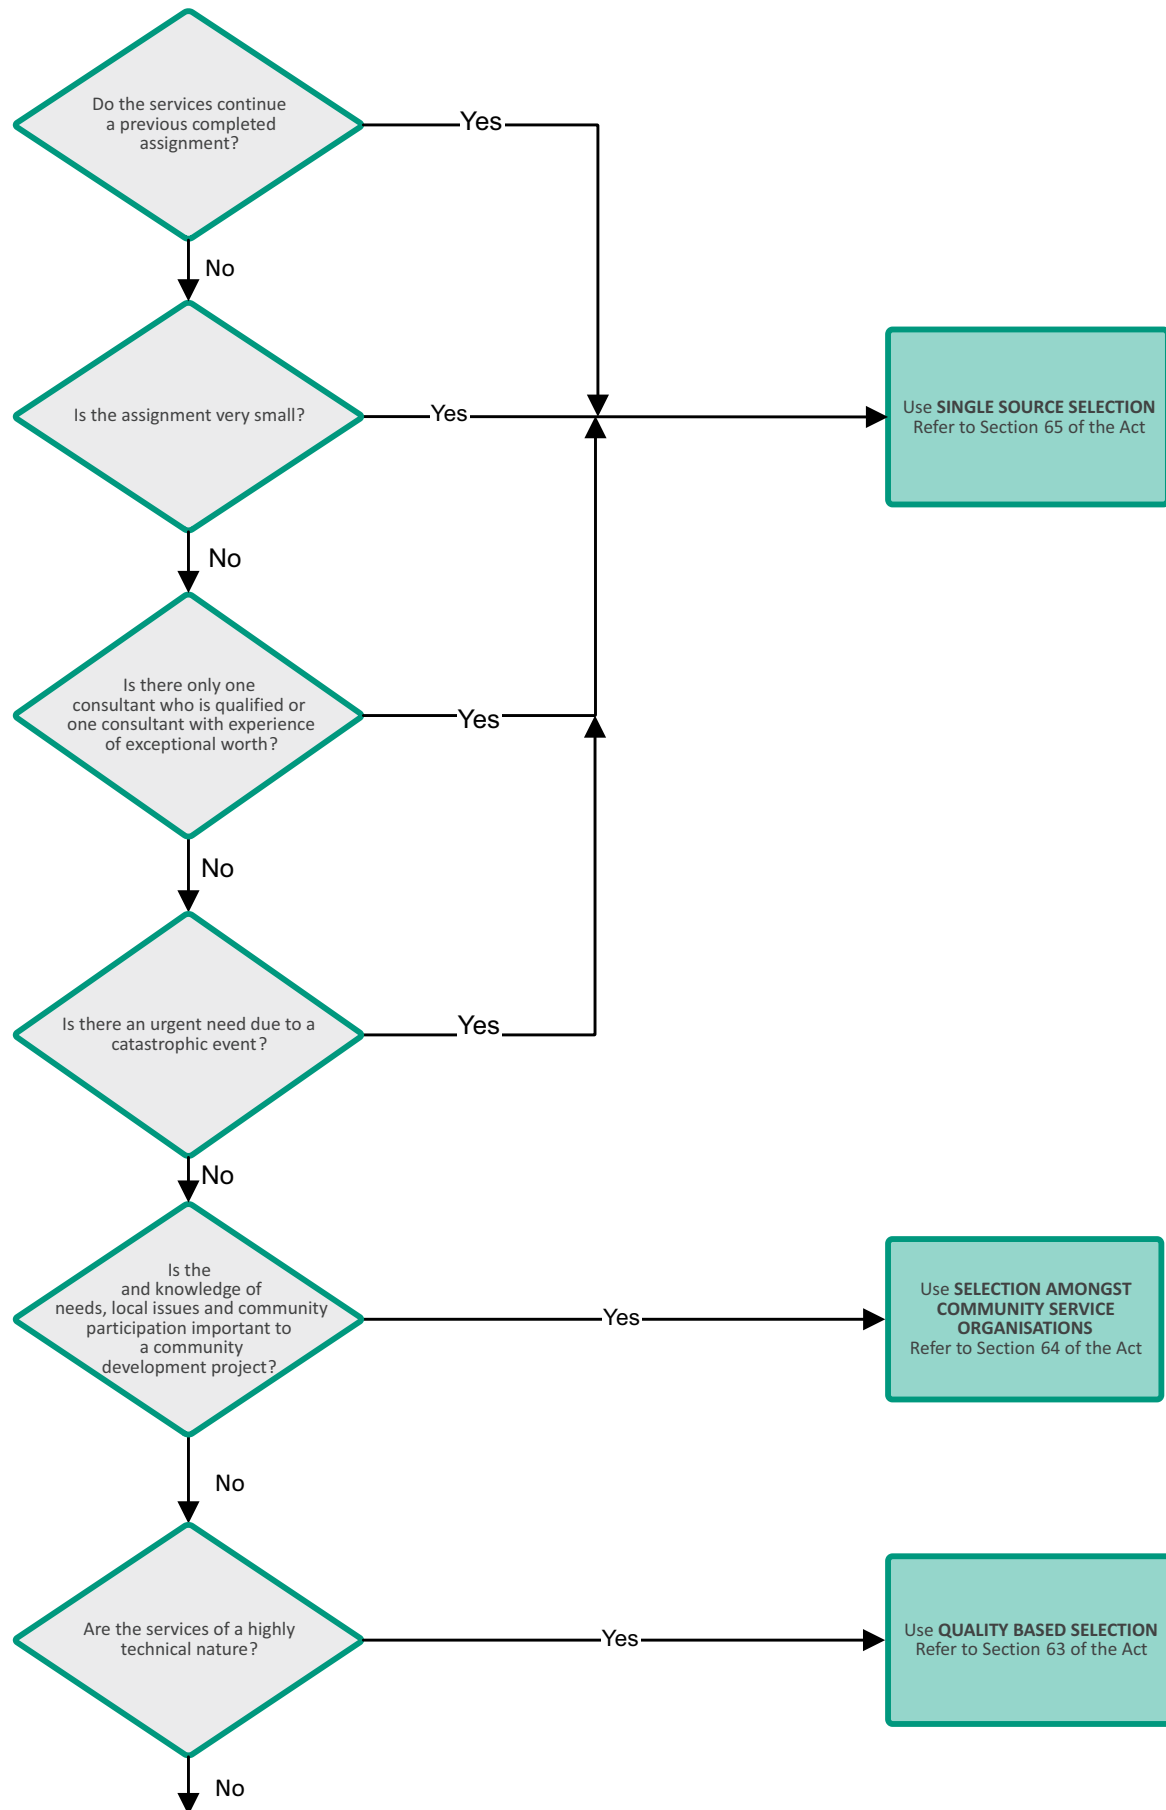 Do the services continue
a previous completed
assignment?
Yes
No
Is the assignment very small?
Yes
Use SINGLE SOURCE SELECTION
Refer to Section 65 of the Act
No
Is there only one
consultant who is qualified or
one consultant with experience
of exceptional worth?
Yes
No
Is there an urgent need due to a
catastrophic event?
Yes
No
Is the
and knowledge of
needs, local issues and community
participation important to
a community
development project?
Yes
Use SELECTION AMONGST
COMMUNITY SERVICE
ORGANISATIONS
Refer to Section 64 of the Act
No
Are the services of a highly
technical nature?
Yes
Use QUALITY BASED SELECTION
Refer to Section 63 of the Act
No